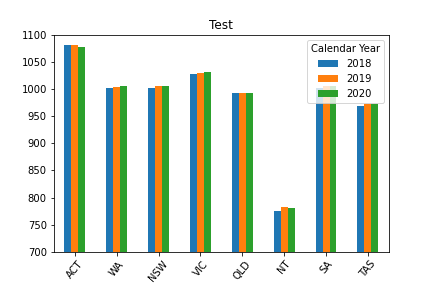 Test
Calendar Year
2018
2019
2020
1100
1050
1000
950
900
850
800
750
700
ACT
WA
NSW
VIC
QLD
NT
SA
TAS